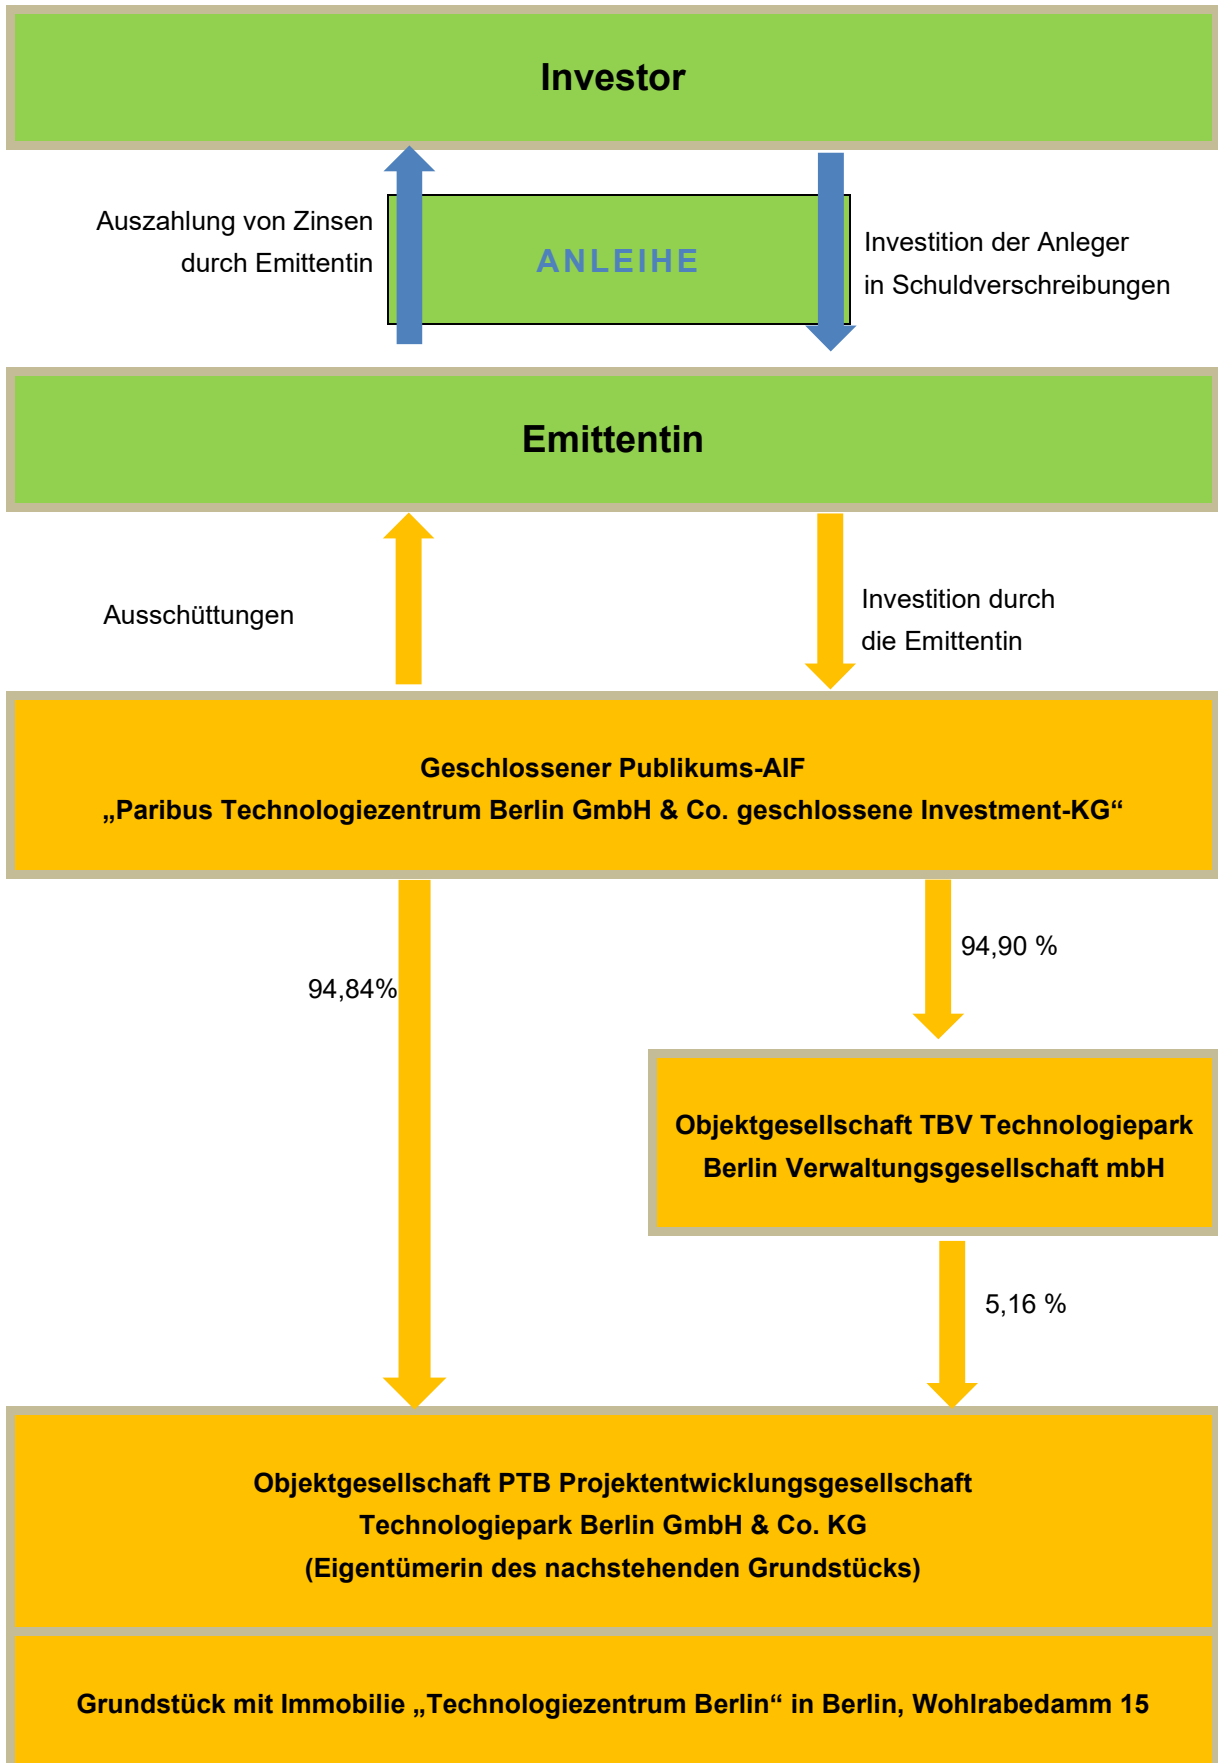 Investor
Auszahlung von Zinsen
durch Emittentin
ANLEIHE
Investition der Anleger
in Schuldverschreibungen
Emittentin
Ausschüttungen
Investition durch
die Emittentin
Geschlossener Publikums-AIF
„Paribus Technologiezentrum Berlin GmbH & Co. geschlossene Investment-KG“
94,84%
94,90 %
Objektgesellschaft TBV Technologiepark
Berlin Verwaltungsgesellschaft mbH
5,16 %
Objektgesellschaft PTB Projektentwicklungsgesellschaft
Technologiepark Berlin GmbH & Co. KG
(Eigentümerin des nachstehenden Grundstücks)
Grundstück mit Immobilie „Technologiezentrum Berlin“ in Berlin, Wohlrabedamm 15